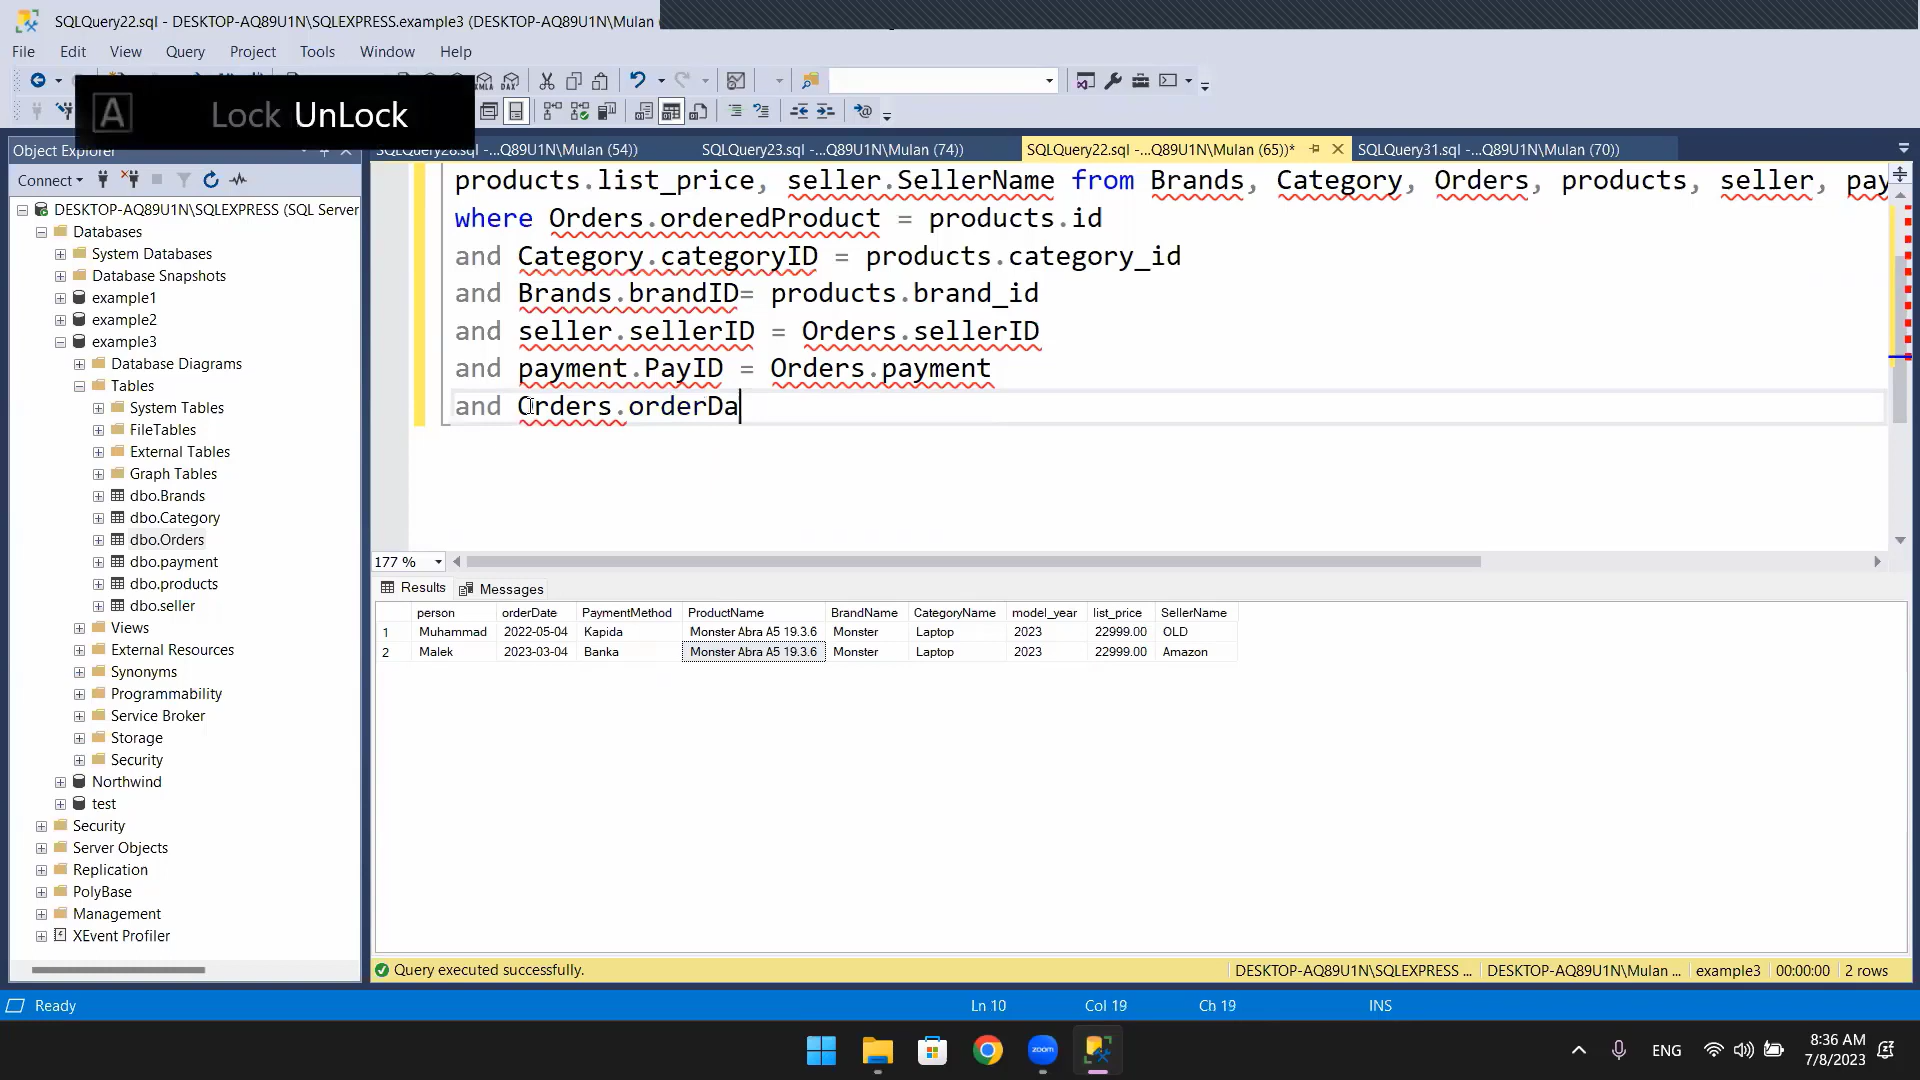 SQLQuery22.sql - DESKTOP-AQ89U1N\SQLEXPRESS.example3 (DESKTOP-AQ89U1N\Mulan
File Edit View Query Project Tools Window Help
A Lock UnLock
Object Explorer
SQLQuery28.sql -...Q89U1N\Mulan (54)) SQLQuery23.sql -...Q89U1N\Mulan (74)) SQLQuery22.sql -...Q89U1N\Mulan (65))* SQLQuery31.sql -...Q89U1N\Mulan (70))
Connect
DESKTOP-AQ89U1N\SQLEXPRESS (SQL Server
Databases
System Databases
Database Snapshots
example1
example2
example3
Database Diagrams
Tables
System Tables
FileTables
External Tables
Graph Tables
dbo.Brands
dbo.Category
dbo.Orders
dbo.payment
dbo.products
dbo.seller
Views
External Resources
Synonyms
Programmability
Service Broker
Storage
Security
Northwind
test
Security
Server Objects
Replication
PolyBase
Management
XEvent Profiler
products.list_price, seller.SellerName from Brands, Category, Orders, products, seller, pay
where Orders.orderedProduct = products.id
and Category.categoryID = products.category_id
and Brands.brandID= products.brand_id
and seller.sellerID = Orders.sellerID
and payment.PayID = Orders.payment
and Orders.orderDa
177 %
Results Messages
person orderDate PaymentMethod ProductName BrandName CategoryName model_year list_price SellerName
1 Muhammad 2022-05-04 Kapida Monster Abra A5 19.3.6 Monster Laptop 2023 22999.00 OLD
2 Malek 2023-03-04 Banka Monster Abra A5 19.3.6 Monster Laptop 2023 22999.00 Amazon
Query executed successfully. DESKTOP-AQ89U1N\SQLEXPRESS ... DESKTOP-AQ89U1N\Mulan ... example3 00:00:00 2 rows
Ready Ln 10 Col 19 Ch 19 INS
zoom
ENG
8:36 AM
7/8/2023